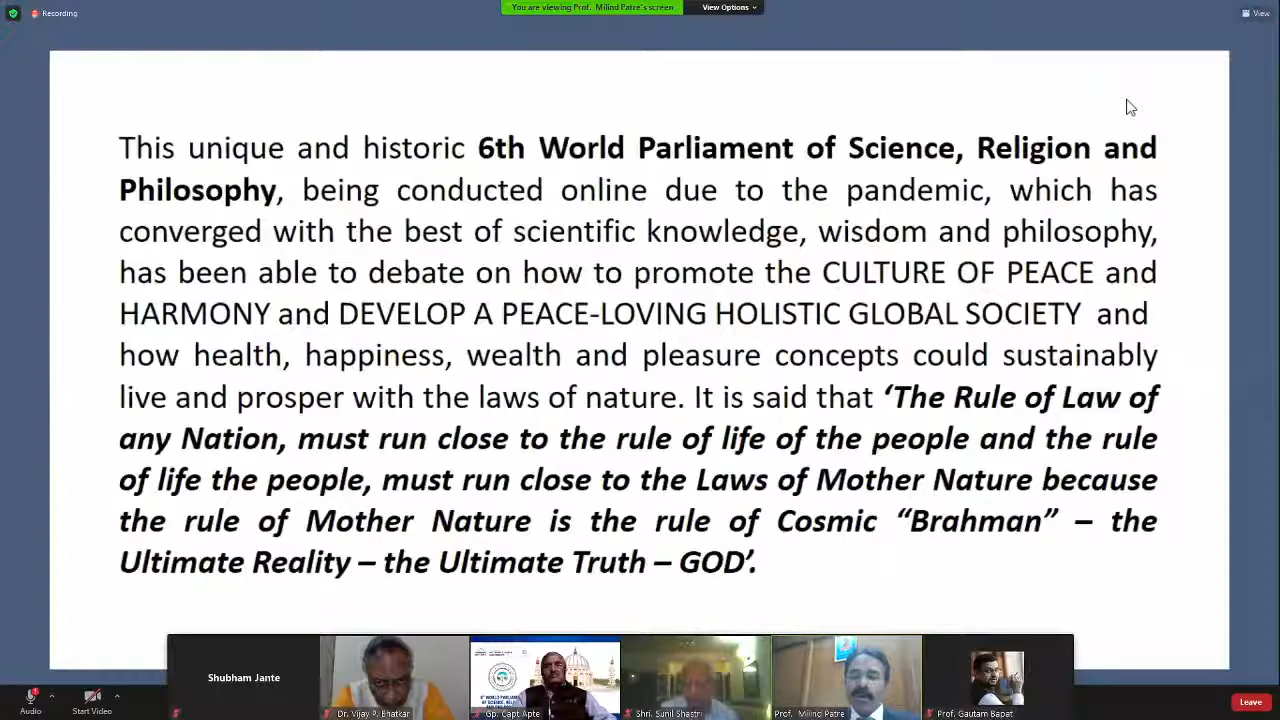 Recording
You are viewing Prof. Milind Patre's screen
View Options
View
This unique and historic 6th World Parliament of Science, Religion and
Philosophy, being conducted online due to the pandemic, which has
converged with the best of scientific knowledge, wisdom and philosophy,
has been able to debate on how to promote the CULTURE OF PEACE and
HARMONY and DEVELOP A PEACE-LOVING HOLISTIC GLOBAL SOCIETY and
how health, happiness, wealth and pleasure concepts could sustainably
live and prosper with the laws of nature. It is said that ‘The Rule of Law of
any Nation, must run close to the rule of life of the people and the rule
of life the people, must run close to the Laws of Mother Nature because
the rule of Mother Nature is the rule of Cosmic “Brahman” – the
Ultimate Reality – the Ultimate Truth – GOD’.
Shubham Jante
Dr. Vijay P. Bhatkar
Gp. Capt Apte
Shri. Sunil Shastri
Prof. Milind Patre
Prof. Gautam Bapat
Audio
Start Video
Leave